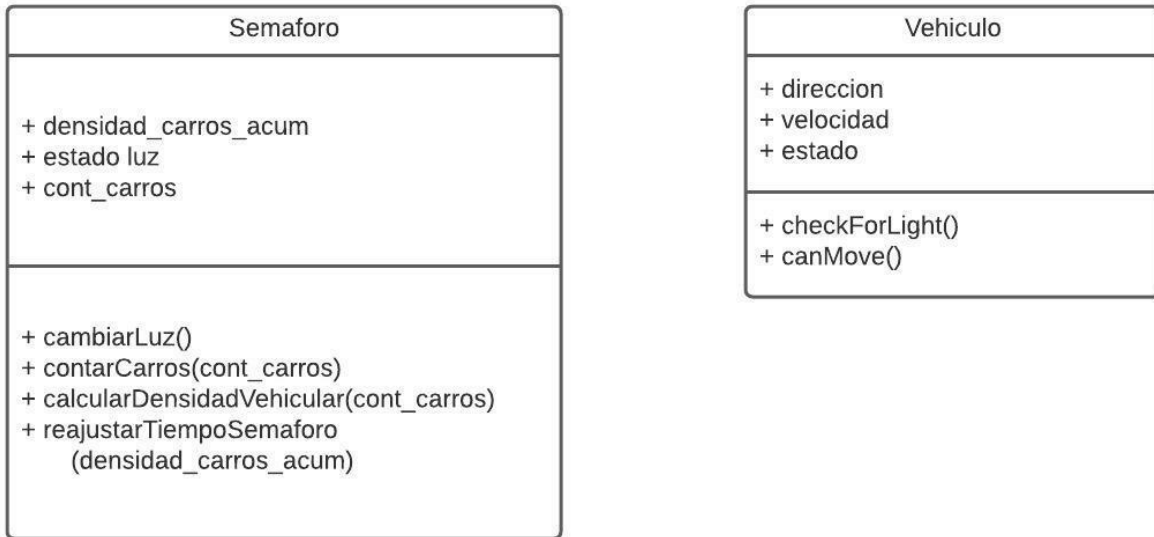 Semaforo
+ densidad_carros_acum
+ estado luz
+ cont_carros
+ cambiarLuz()
+ contarCarros(cont_carros)
+ calcularDensidadVehicular(cont_carros)
+ reajustarTiempoSemaforo
(densidad_carros_acum)
Vehiculo
+ direccion
+ velocidad
+ estado
+ checkForLight()
+ canMove()